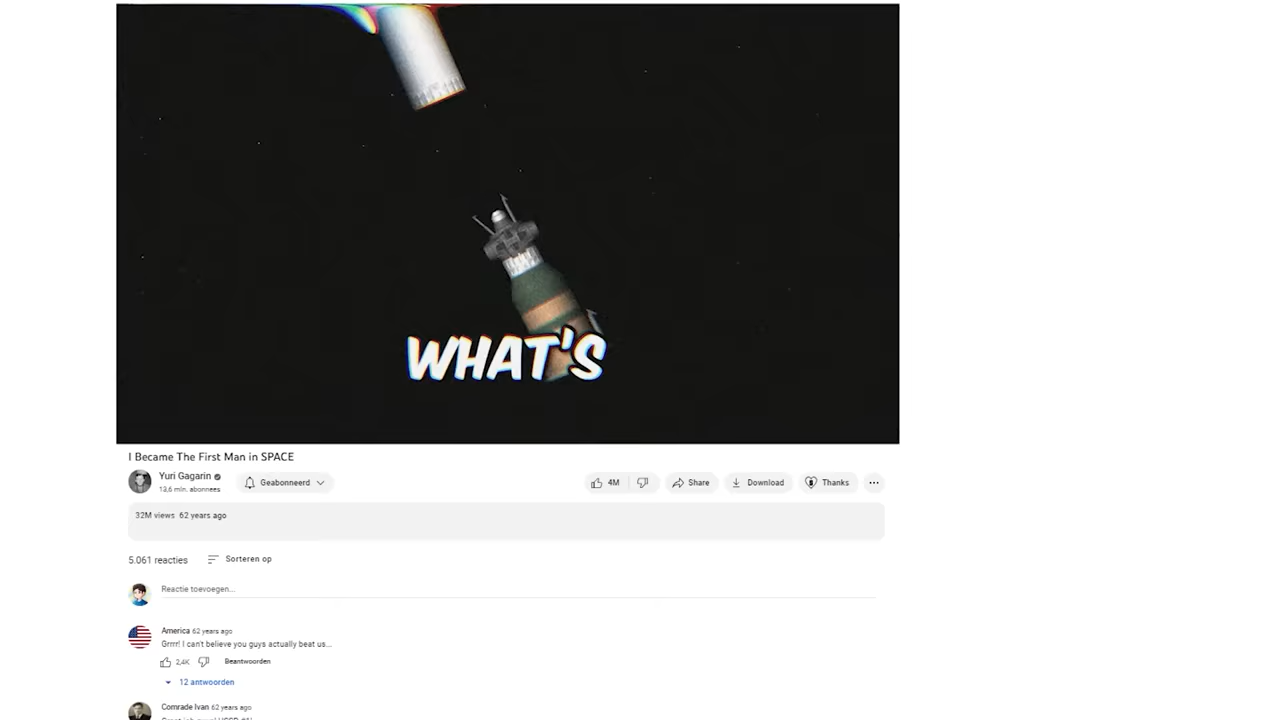 WHAT'S
I Became The First Man in SPACE
Yuri Gagarin
13,6 mln. abonnees
Geabonneerd
4M
Share
Download
Thanks
32M views 62 years ago
5.061 reacties
Sorteren op
Reactie toevoegen...
America 62 years ago
Grrrr! I can't believe you guys actually beat us...
2,4K
Beantwoorden
12 antwoorden
Comrade Ivan 62 years ago